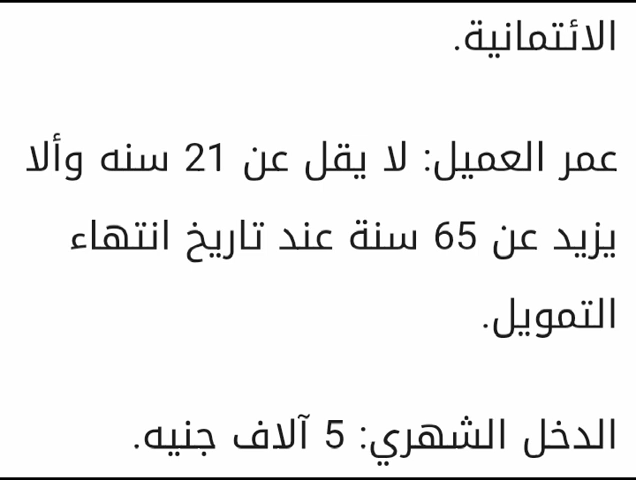 الائتمانية.
عمر العميل: لا يقل عن 21 سنه وألا
يزيد عن 65 سنة عند تاريخ انتهاء
التمويل.
الدخل الشهري: 5 آلاف جنيه.